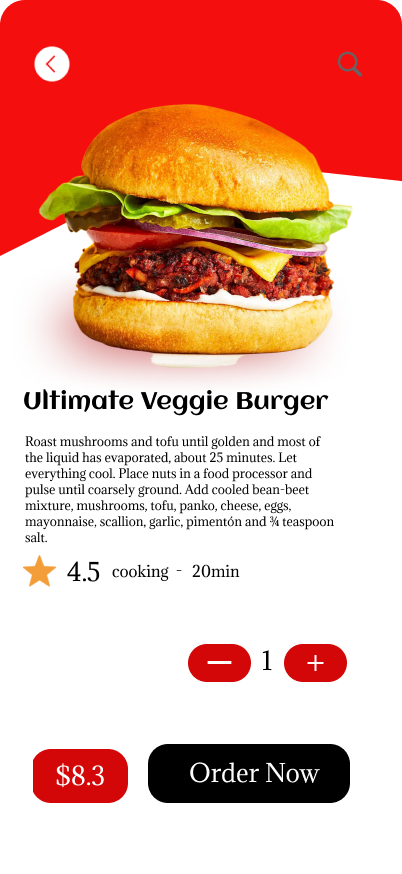 Ultimate Veggie Burger
Roast mushrooms and tofu until golden and most of
the liquid has evaporated, about 25 minutes. Let
everything cool. Place nuts in a food processor and
pulse until coarsely ground. Add cooled bean-beet
mixture, mushrooms, tofu, panko, cheese, eggs,
mayonnaise, scallion, garlic, pimentón and ¾ teaspoon
salt.
4.5 cooking - 20min
1 +
$8.3 Order Now